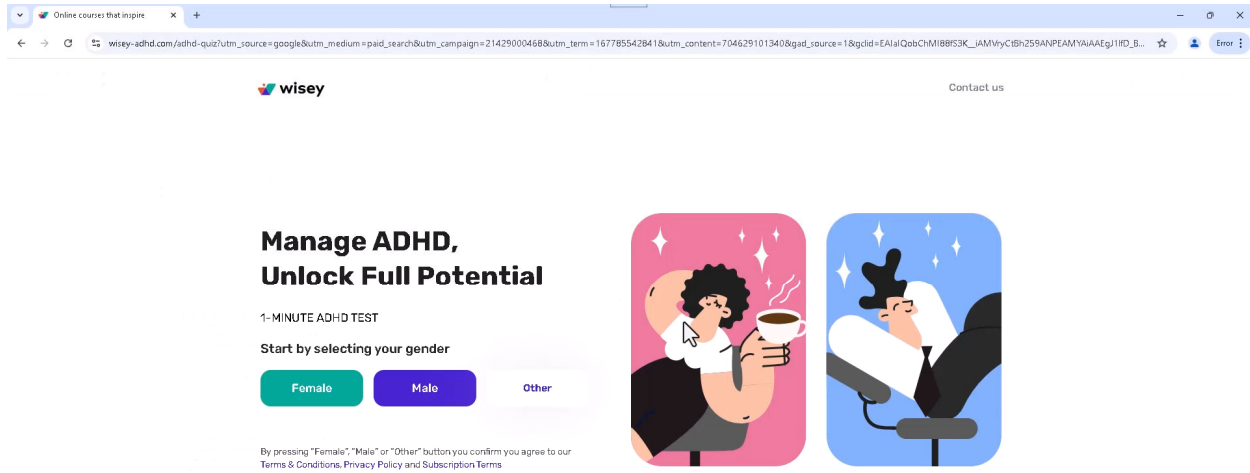 Online courses that inspire
wisey-adhd.com/adhd-quiz?utm_source=google&utm_medium=paid_search&utm_campaign=21429000468&utm_term=167785542841&utm_content=704629101340&gad_source=1&gclid=
Error
wisey
Contact us
Manage ADHD,
Unlock Full Potential
1-MINUTE ADHD TEST
Start by selecting your gender
Female Male Other
By pressing "Female", "Male" or "Other" button you confirm you agree to our
Terms & Conditions, Privacy Policy and Subscription Terms